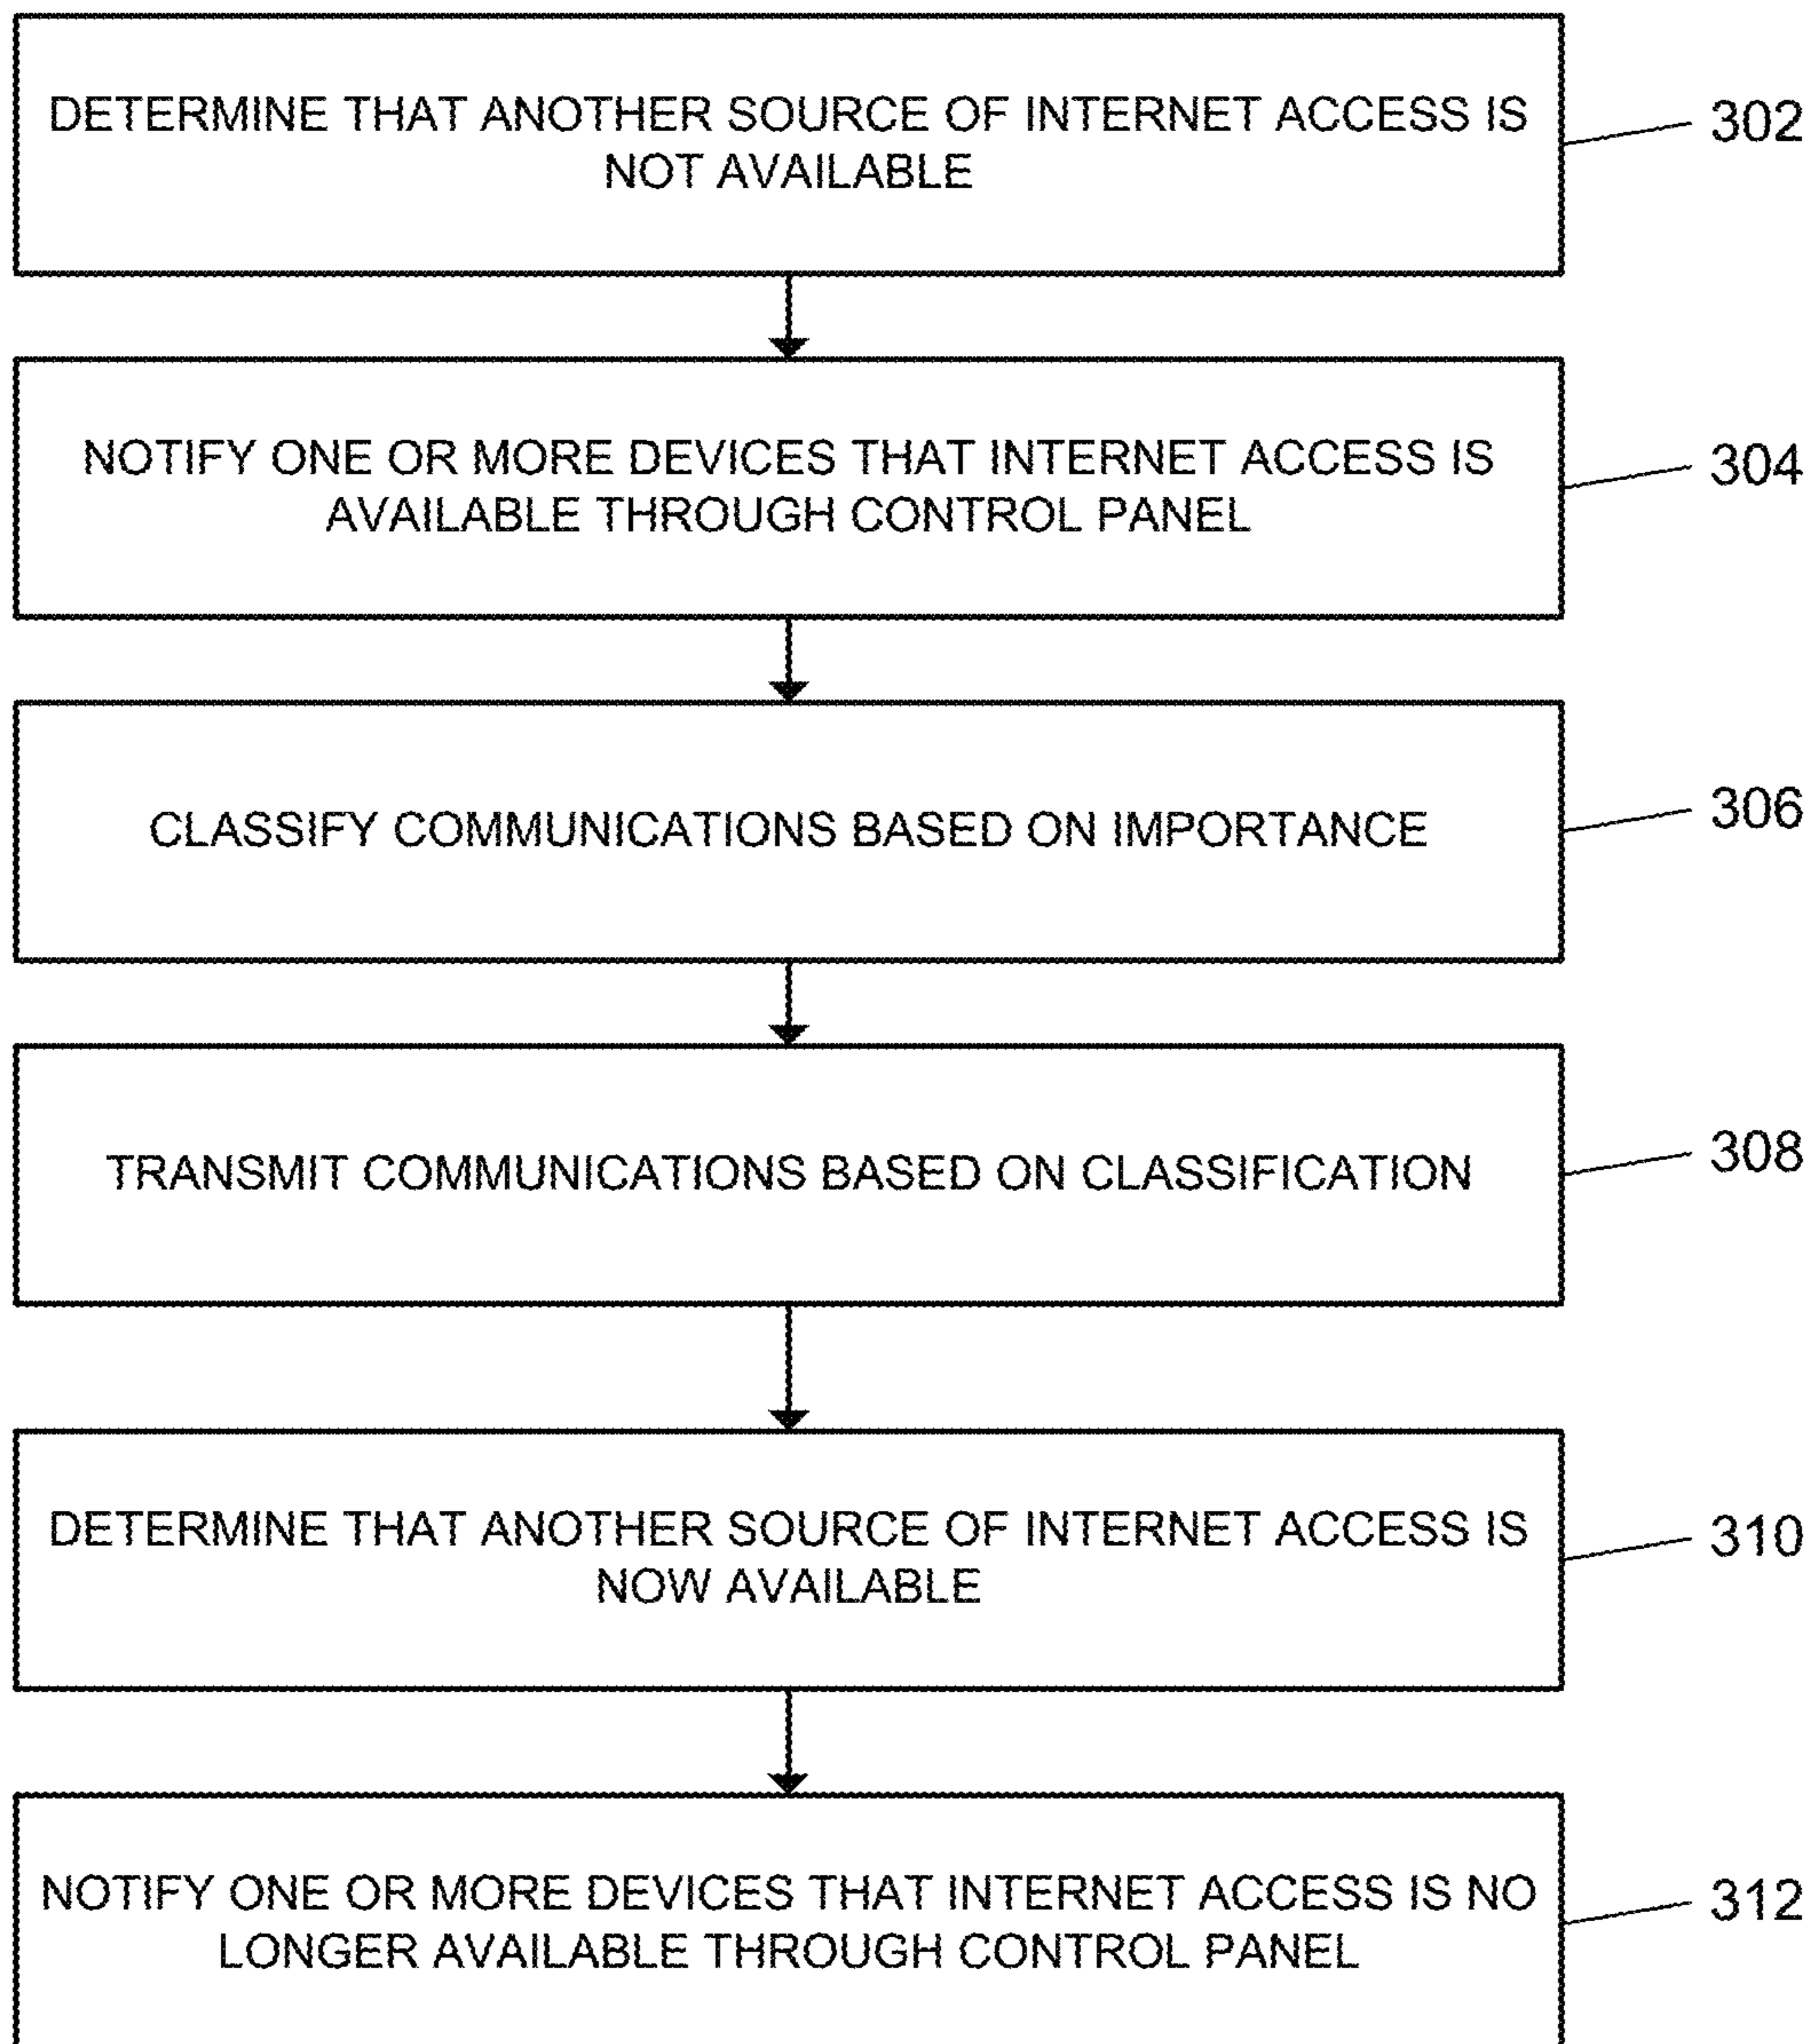 DETERMINE THAT ANOTHER SOURCE OF INTERNET ACCESS IS
NOT AVAILABLE
302
NOTIFY ONE OR MORE DEVICES THAT INTERNET ACCESS IS
AVAILABLE THROUGH CONTROL PANEL
304
CLASSIFY COMMUNICATIONS BASED ON IMPORTANCE
306
TRANSMIT COMMUNICATIONS BASED ON CLASSIFICATION
308
DETERMINE THAT ANOTHER SOURCE OF INTERNET ACCESS IS
NOW AVAILABLE
310
NOTIFY ONE OR MORE DEVICES THAT INTERNET ACCESS IS NO
LONGER AVAILABLE THROUGH CONTROL PANEL
312